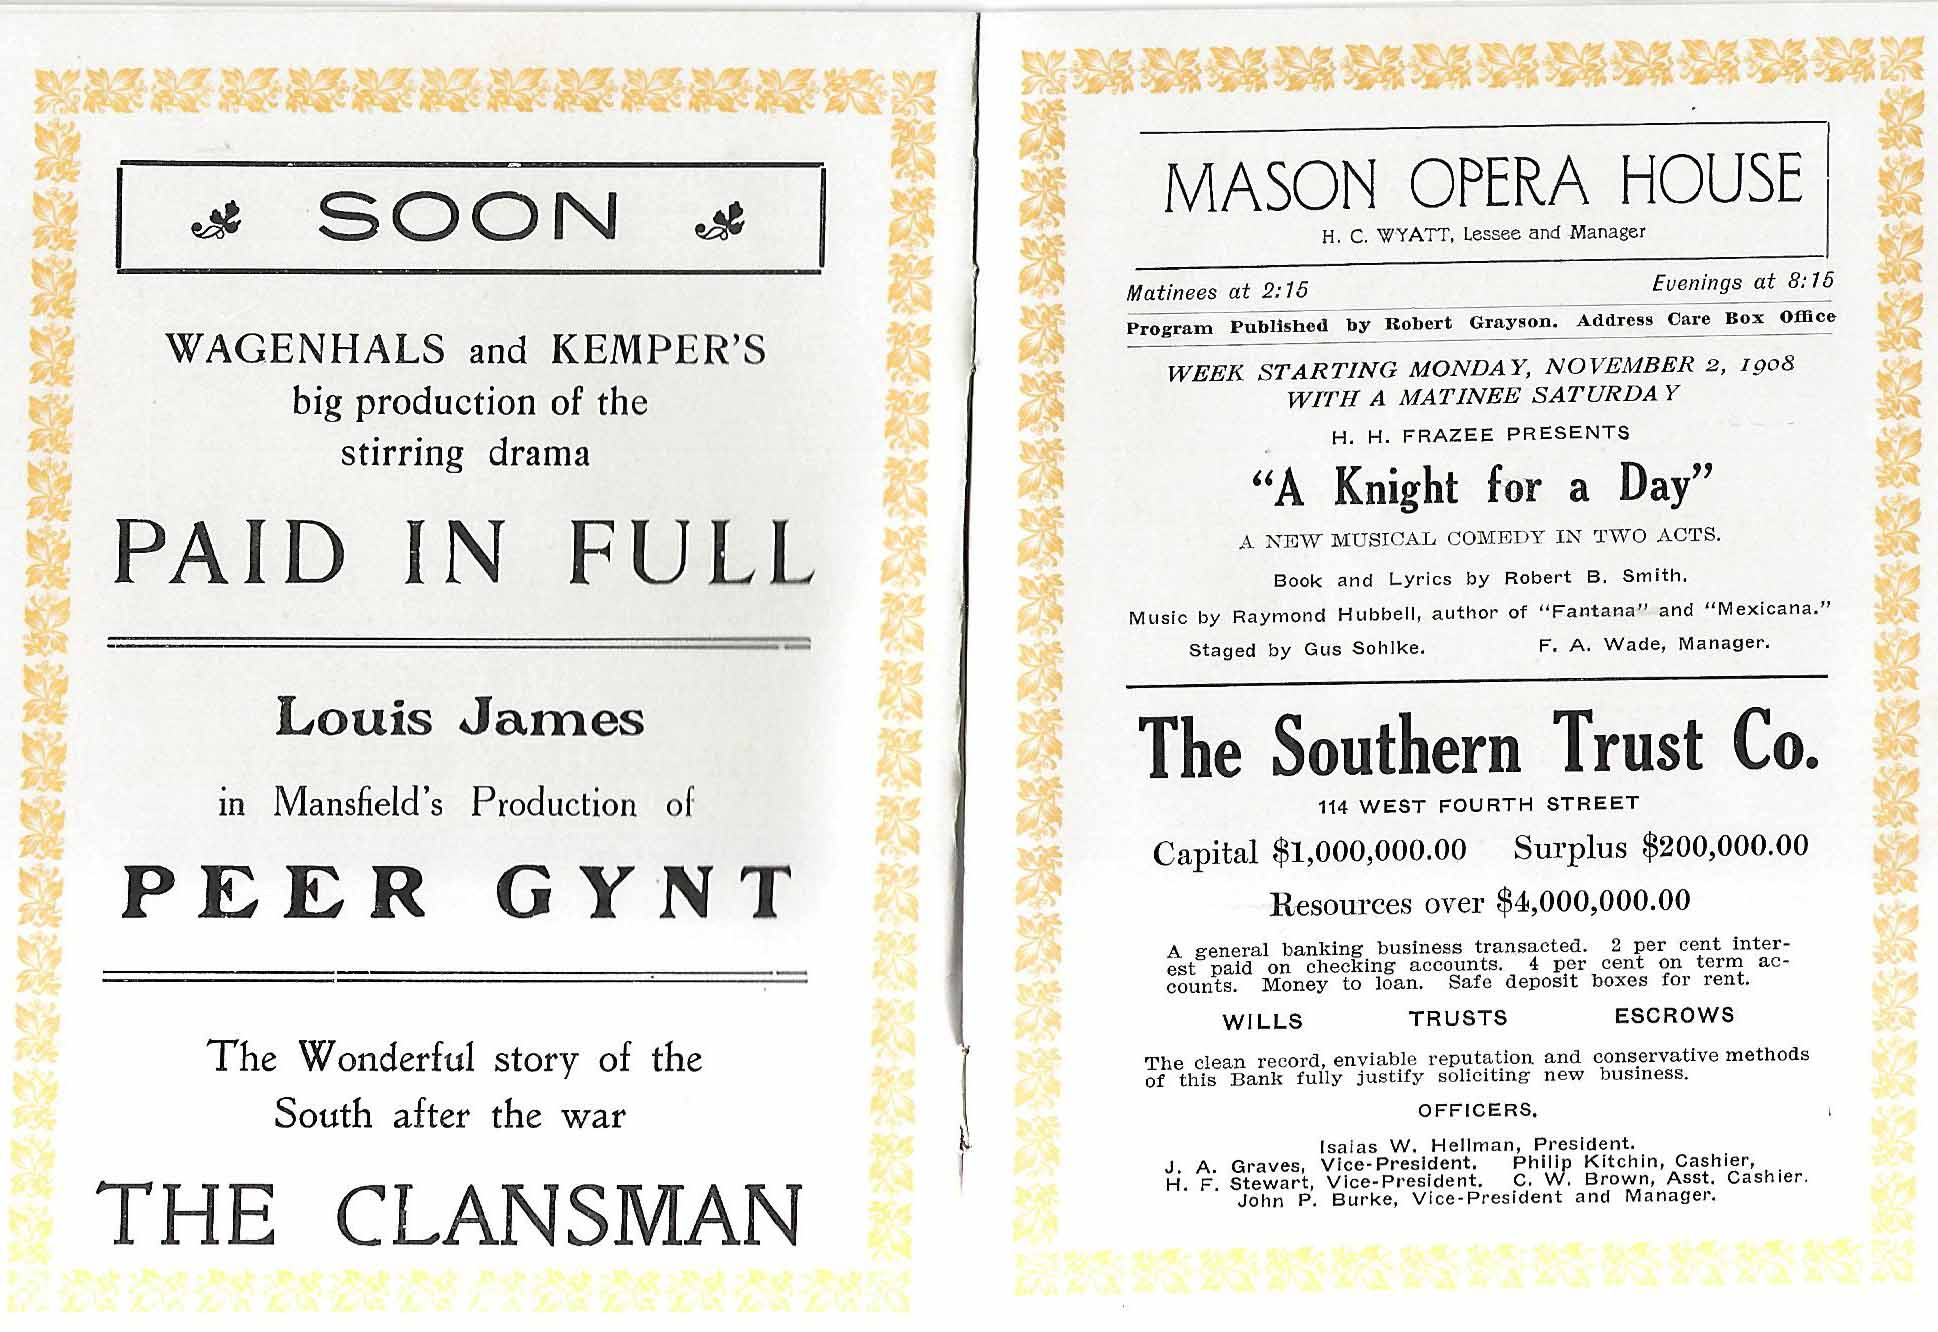 SOON
WAGENHALS and KEMPER'S
big production of the
stirring drama
PAID IN FULL
Louis James
in Mansfield's Production of
PEER GYNT
The Wonderful story of the
South after the war
THE CLANSMAN
MASON OPERA HOUSE
H. C. WYATT, Lessee and Manager
Matinees at 2:15 Evenings at 8:15
Program Published by Robert Grayson. Address Care Box Office
WEEK STARTING MONDAY, NOVEMBER 2, 1908
WITH A MATINEE SATURDAY
H. H. FRAZEE PRESENTS
"A Knight for a Day"
A NEW MUSICAL COMEDY IN TWO ACTS.
Book and Lyrics by Robert B. Smith.
Music by Raymond Hubbell, author of "Fantana" and "Mexicana."
Staged by Gus Sohlke. F. A. Wade, Manager.
The Southern Trust Co.
114 WEST FOURTH STREET
Capital $1,000,000.00 Surplus $200,000.00
Resources over $4,000,000.00
A general banking business transacted. 2 per cent inter-
est paid on checking accounts. 4 per cent on term ac-
counts. Money to loan. Safe deposit boxes for rent.
WILLS TRUSTS ESCROWS
The clean record, enviable reputation and conservative methods
of this Bank fully justify soliciting new business.
OFFICERS.
Isaias W. Hellman, President.
J. A. Graves, Vice-President. Philip Kitchin, Cashier,
H. F. Stewart, Vice-President. C. W. Brown, Asst. Cashier.
John P. Burke, Vice-President and Manager.